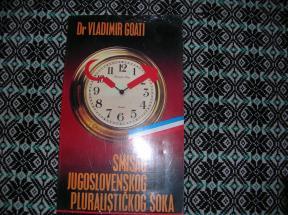 Dr VLADIMIR GOATI
SMISAO
JUGOSLOVENSKOG
PLURALISTIČKOG ŠOKA